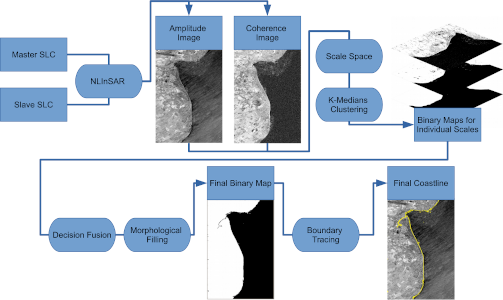 Master SLC
Slave SLC
NLInSAR
Amplitude
Image
Coherence
Image
Scale Space
K-Medians
Clustering
Binary Maps for
Individual Scales
Decision Fusion
Morphological
Filling
Final Binary Map
Boundary
Tracing
Final Coastline